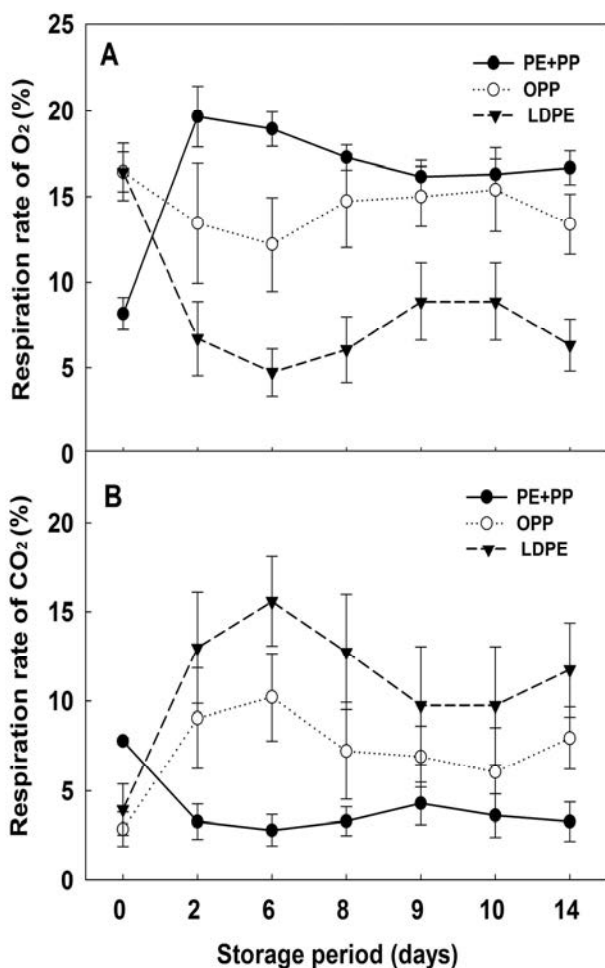 A
PE+PP
OPP
LDPE
Respiration rate of O₂ (%)
25
20
15
10
5
0
B
PE+PP
OPP
LDPE
Respiration rate of CO₂ (%)
20
15
10
5
0
0 2 6 8 9 10 14
Storage period (days)